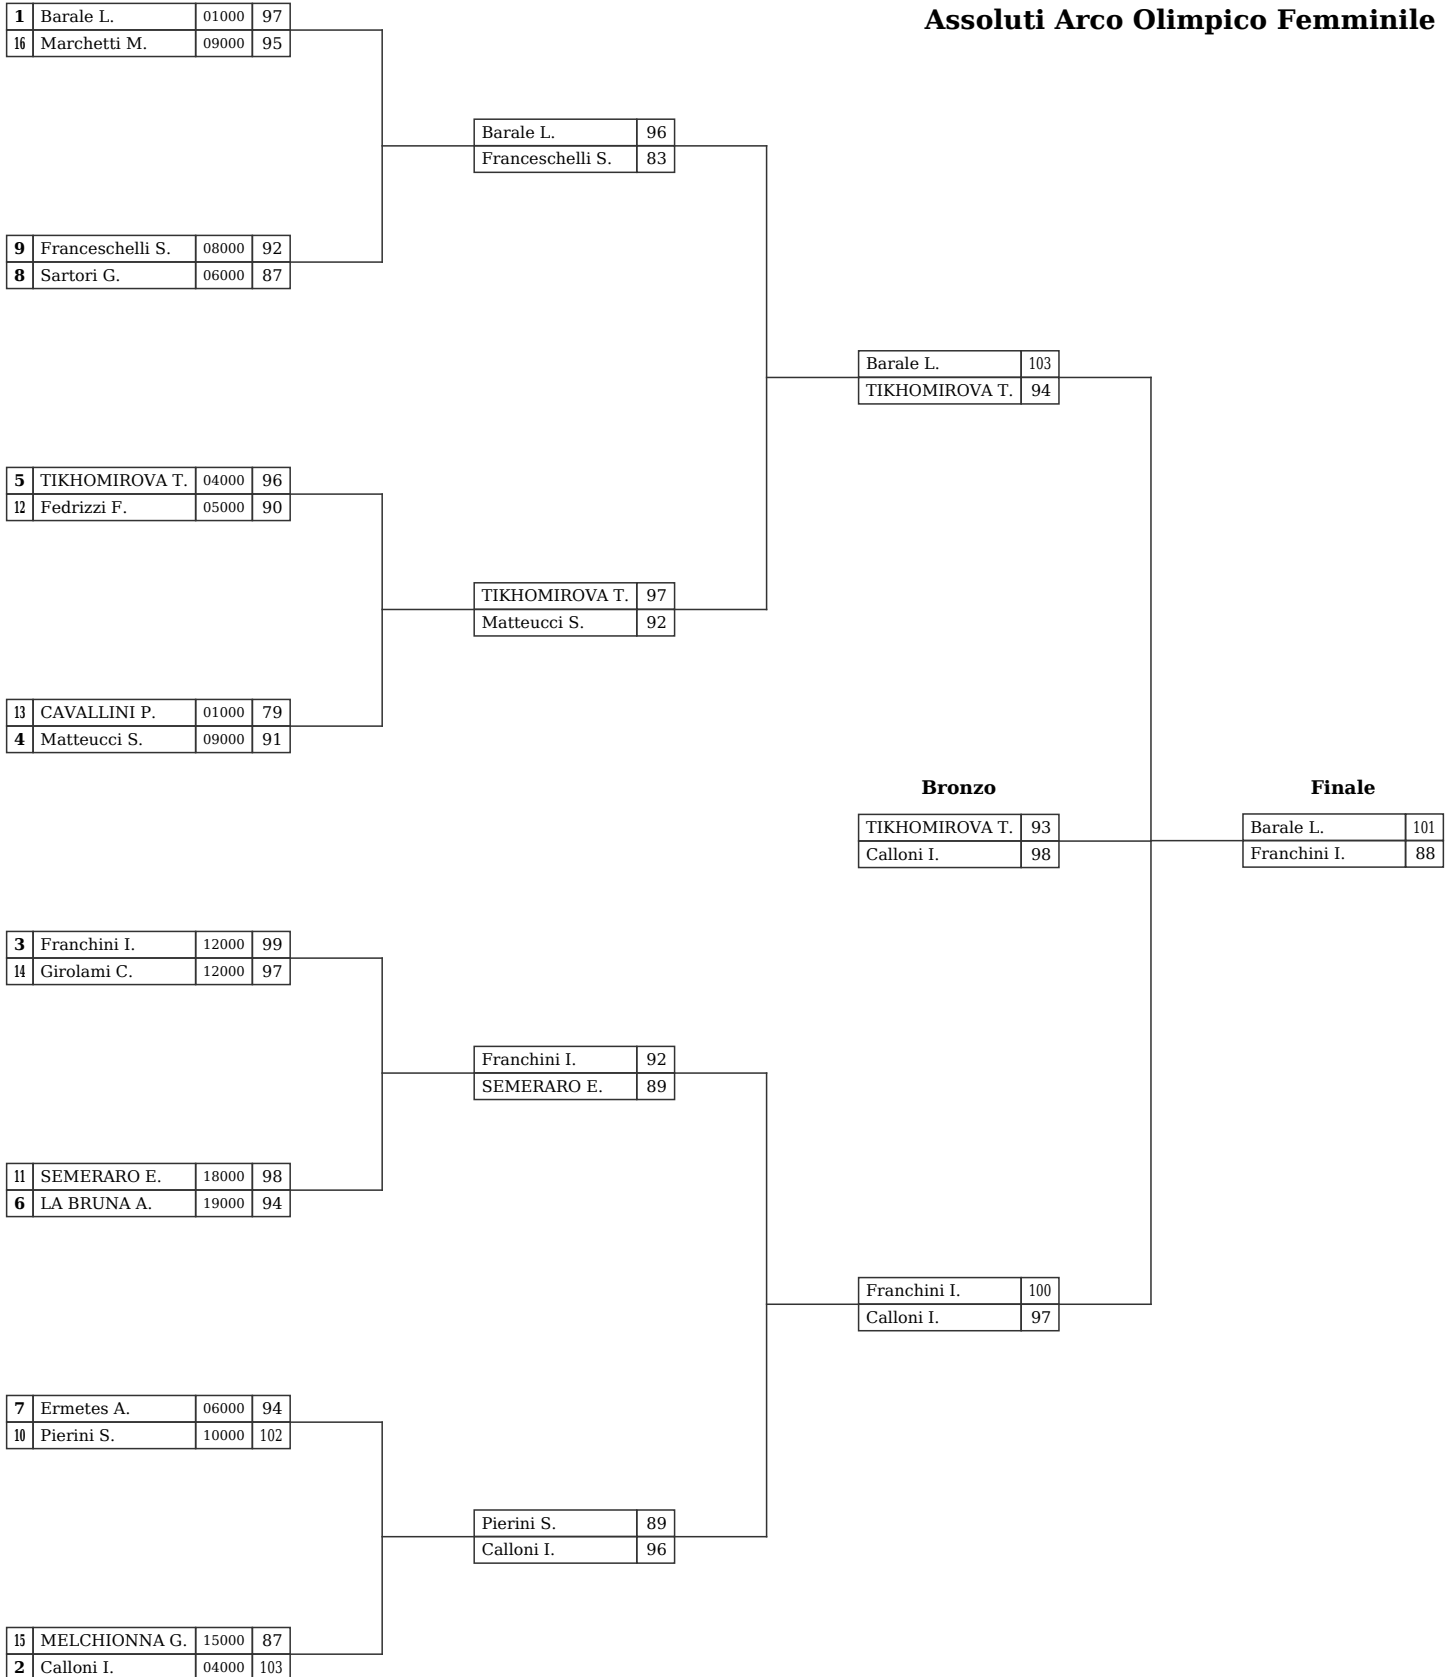 Assoluti Arco Olimpico Femminile
1 Barale L. 01000 97
16 Marchetti M. 09000 95
Barale L. 96
Franceschelli S. 83
9 Franceschelli S. 08000 92
8 Sartori G. 06000 87
Barale L. 103
TIKHOMIROVA T. 94
5 TIKHOMIROVA T. 04000 96
12 Fedrizzi F. 05000 90
TIKHOMIROVA T. 97
Matteucci S. 92
13 CAVALLINI P. 01000 79
4 Matteucci S. 09000 91
Bronzo
TIKHOMIROVA T. 93
Calloni I. 98
Finale
Barale L. 101
Franchini I. 88
3 Franchini I. 12000 99
14 Girolami C. 12000 97
Franchini I. 92
SEMERARO E. 89
11 SEMERARO E. 18000 98
6 LA BRUNA A. 19000 94
Franchini I. 100
Calloni I. 97
7 Ermetes A. 06000 94
10 Pierini S. 10000 102
Pierini S. 89
Calloni I. 96
15 MELCHIONNA G. 15000 87
2 Calloni I. 04000 103